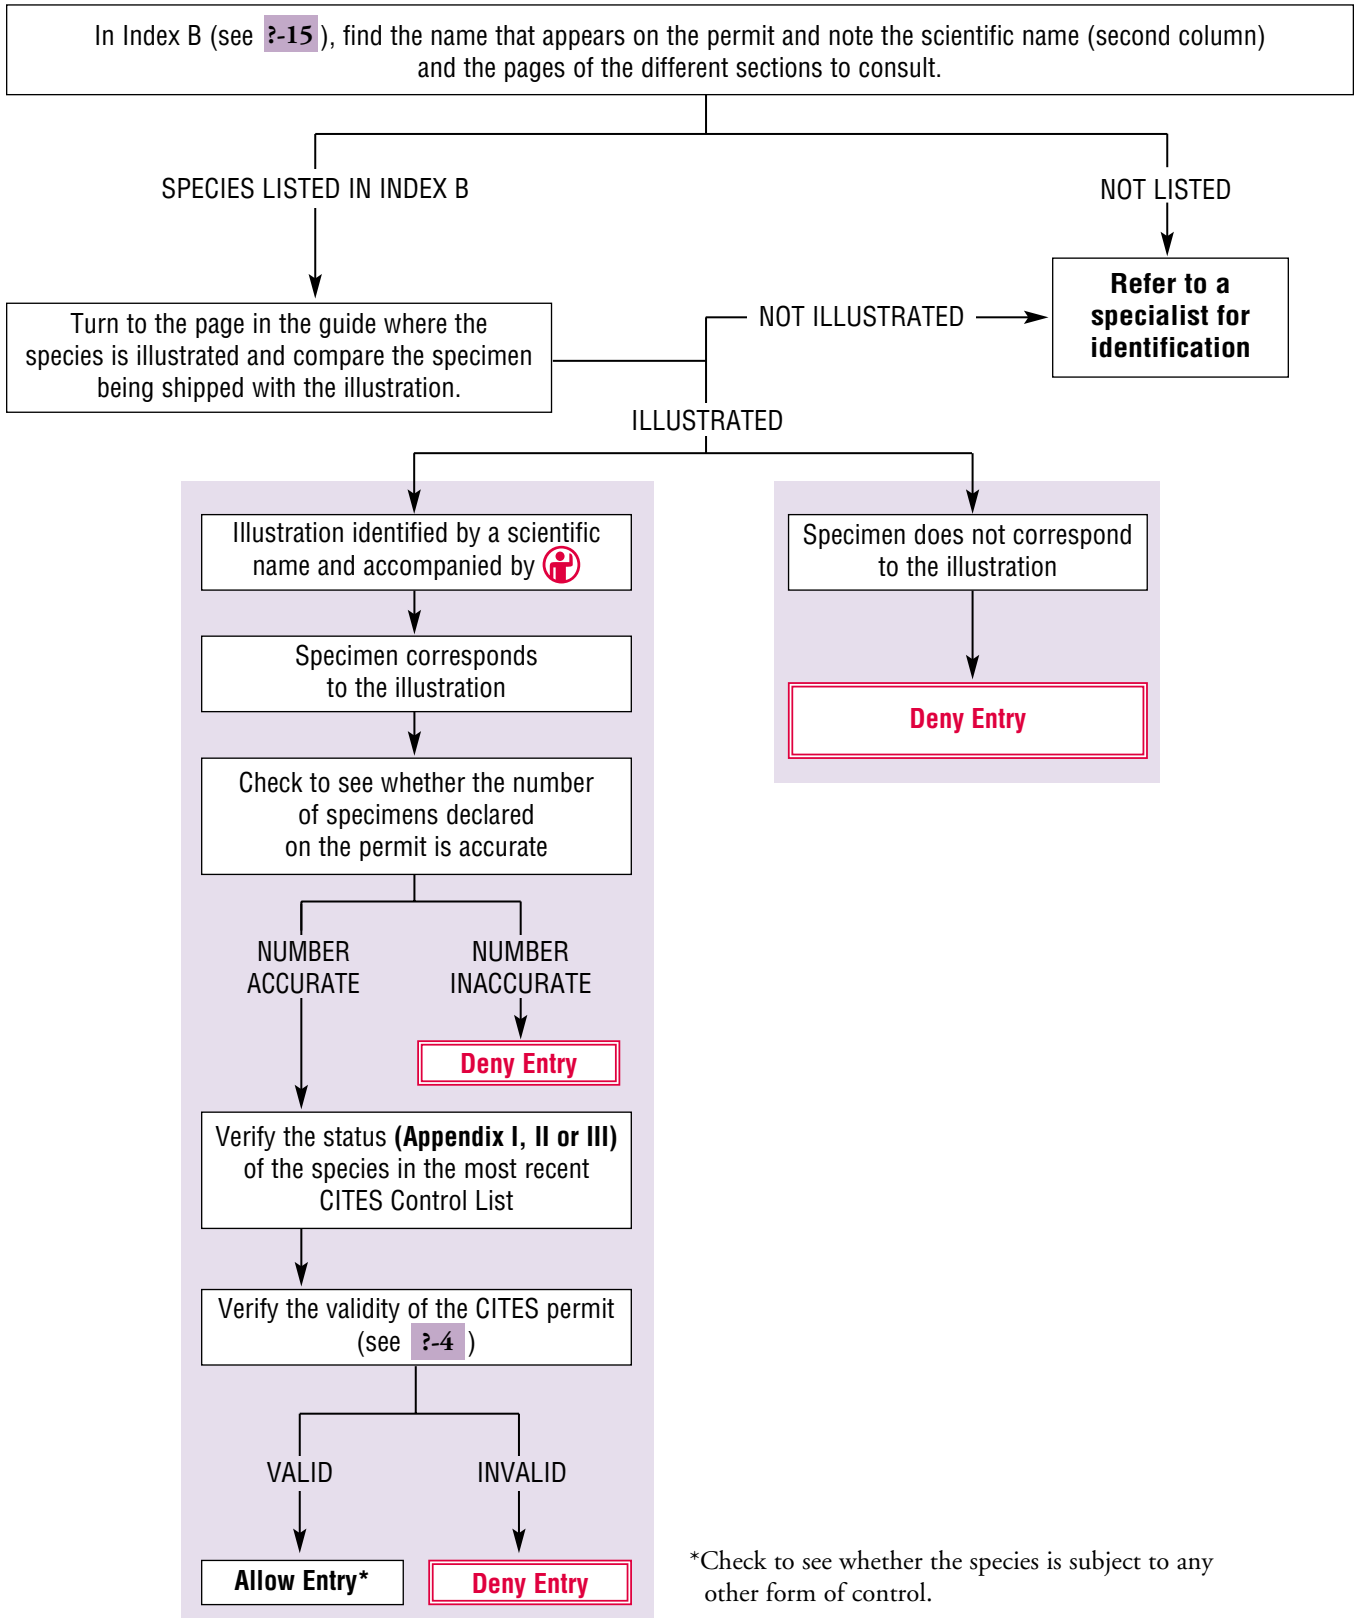 In Index B (see ?-15 ), find the name that appears on the permit and note the scientific name (second column)
and the pages of the different sections to consult.
SPECIES LISTED IN INDEX B
NOT LISTED
Refer to a
specialist for
identification
Turn to the page in the guide where the
species is illustrated and compare the specimen
being shipped with the illustration.
NOT ILLUSTRATED
ILLUSTRATED
Illustration identified by a scientific
name and accompanied by
Specimen corresponds
to the illustration
Check to see whether the number
of specimens declared
on the permit is accurate
NUMBER
ACCURATE
NUMBER
INACCURATE
Deny Entry
Verify the status (Appendix I, II or III)
of the species in the most recent
CITES Control List
Verify the validity of the CITES permit
(see ?-4 )
VALID
INVALID
Allow Entry*
Deny Entry
Specimen does not correspond
to the illustration
Deny Entry
*Check to see whether the species is subject to any
other form of control.